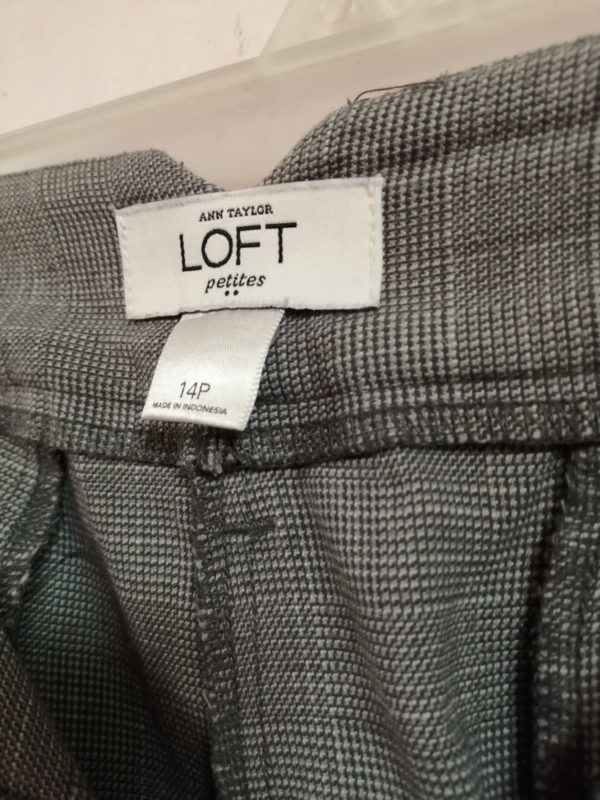 ANN TAYLOR
LOFT
petites
14P
MADE IN INDONESIA